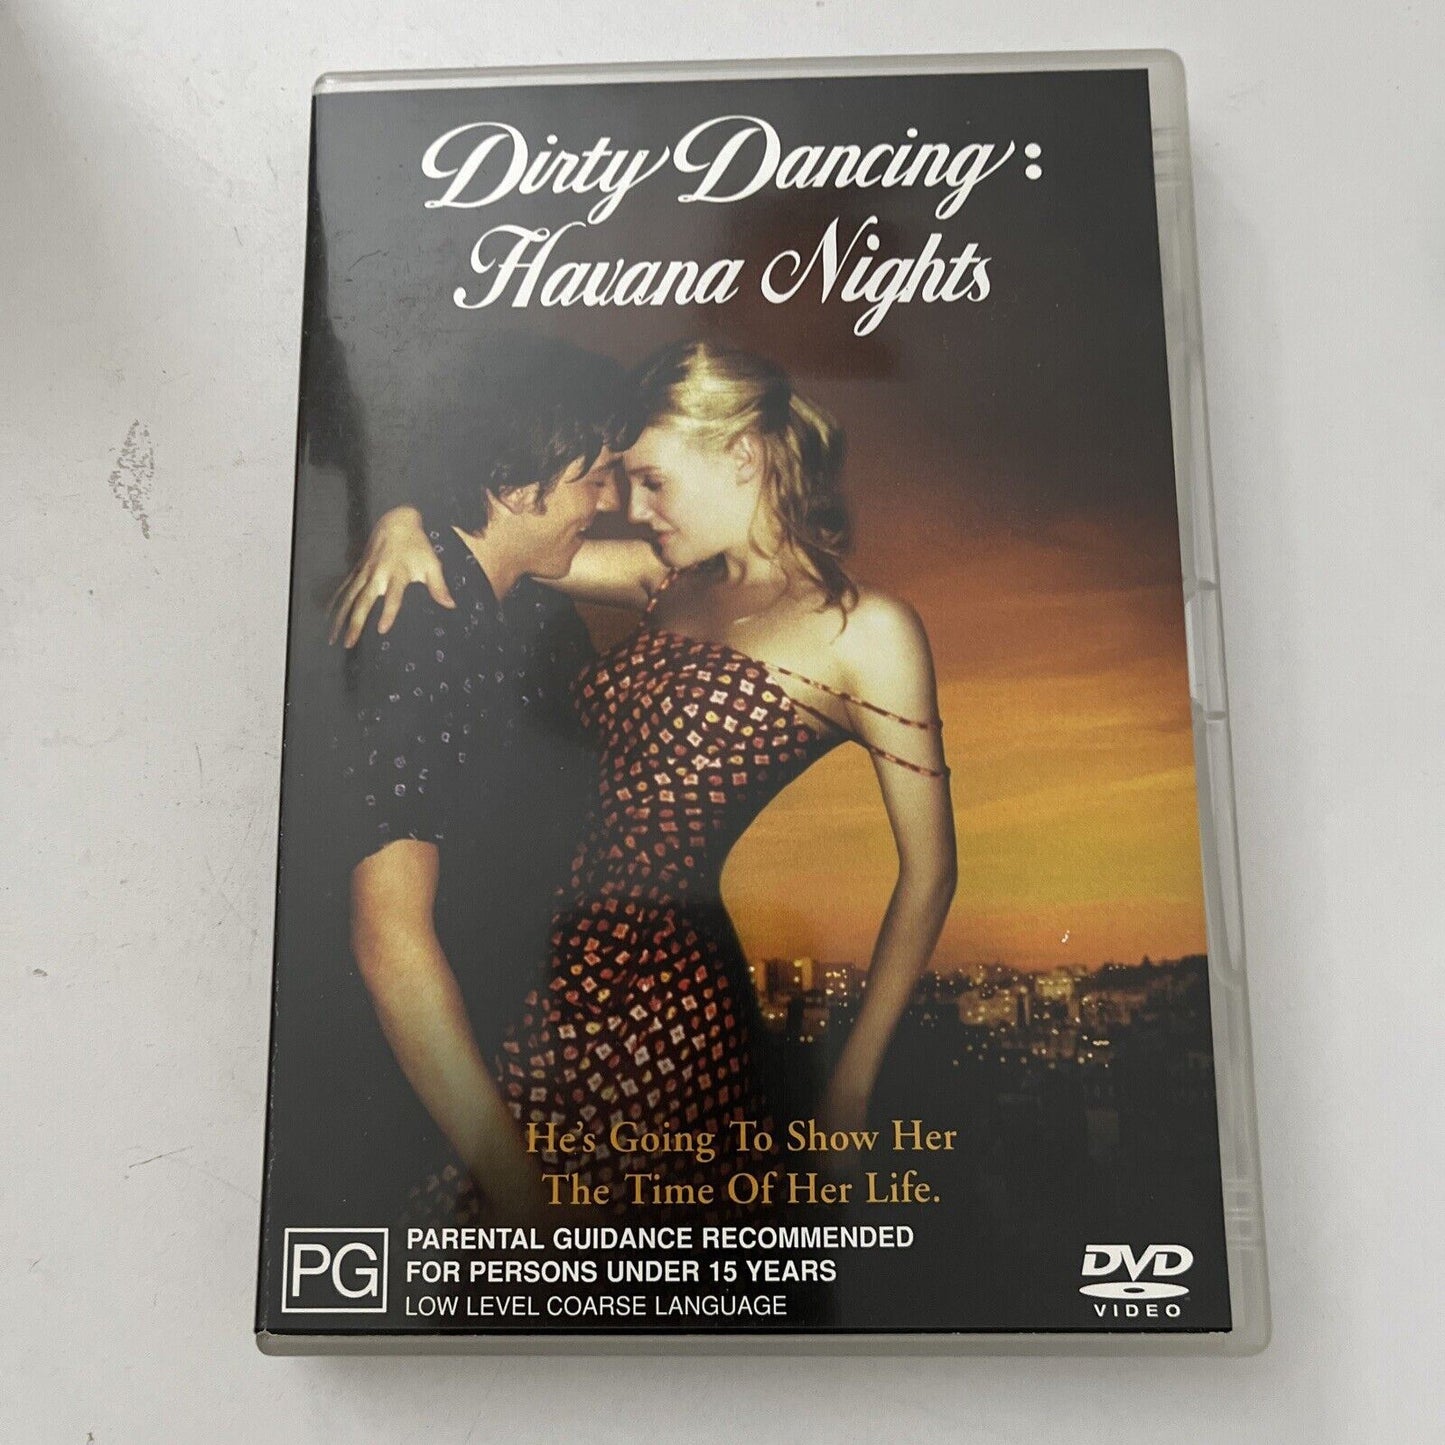 Dirty Dancing:
Havana Nights
He's Going To Show Her
The Time Of Her Life.
PG
PARENTAL GUIDANCE RECOMMENDED
FOR PERSONS UNDER 15 YEARS
LOW LEVEL COARSE LANGUAGE
DVD
VIDEO